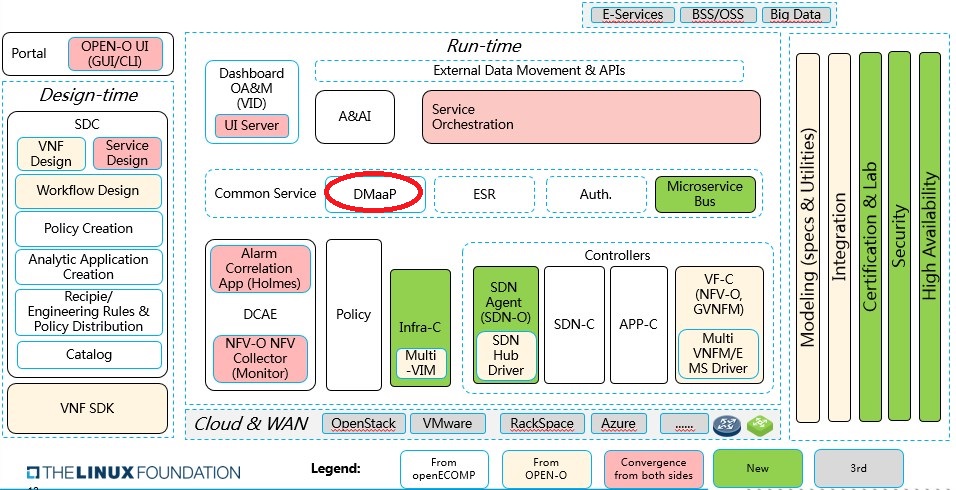 E-Services
BSS/OSS
Big Data
Portal
OPEN-O UI
(GUI/CLI)
Design-time
SDC
VNF
Design
Service
Design
Workflow Design
Policy Creation
Analytic Application
Creation
Recipie/
Engineering Rules &
Policy Distribution
Catalog
VNF SDK
Run-time
Dashboard
OA&M
(VID)
UI Server
External Data Movement & APIs
A&AI
Service
Orchestration
Common Service
DMaaP
ESR
Auth.
Microservice
Bus
Alarm
Correlation
App (Holmes)
DCAE
NFV-O NFV
Collector
(Monitor)
Policy
Infra-C
Multi
-VIM
Controllers
SDN
Agent
(SDN-O)
SDN
Hub
Driver
SDN-C
APP-C
VF-C
(NFV-O,
GVNFM)
Multi
VNFM/E
MS Driver
Cloud & WAN
OpenStack
VMware
RackSpace
Azure
......
Modeling (specs & Utilities)
Integration
Certification & Lab
Security
High Availability
THE LINUX FOUNDATION
Legend:
From
openECOMP
From
OPEN-O
Convergence
from both sides
New
3rd